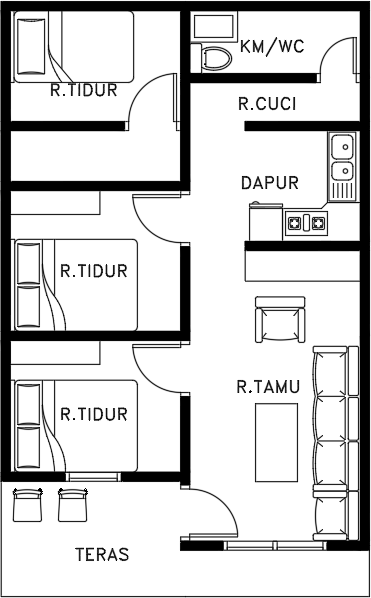 KM/WC
R.TIDUR
R.CUCI
DAPUR
R.TIDUR
R.TAMU
R.TIDUR
TERAS